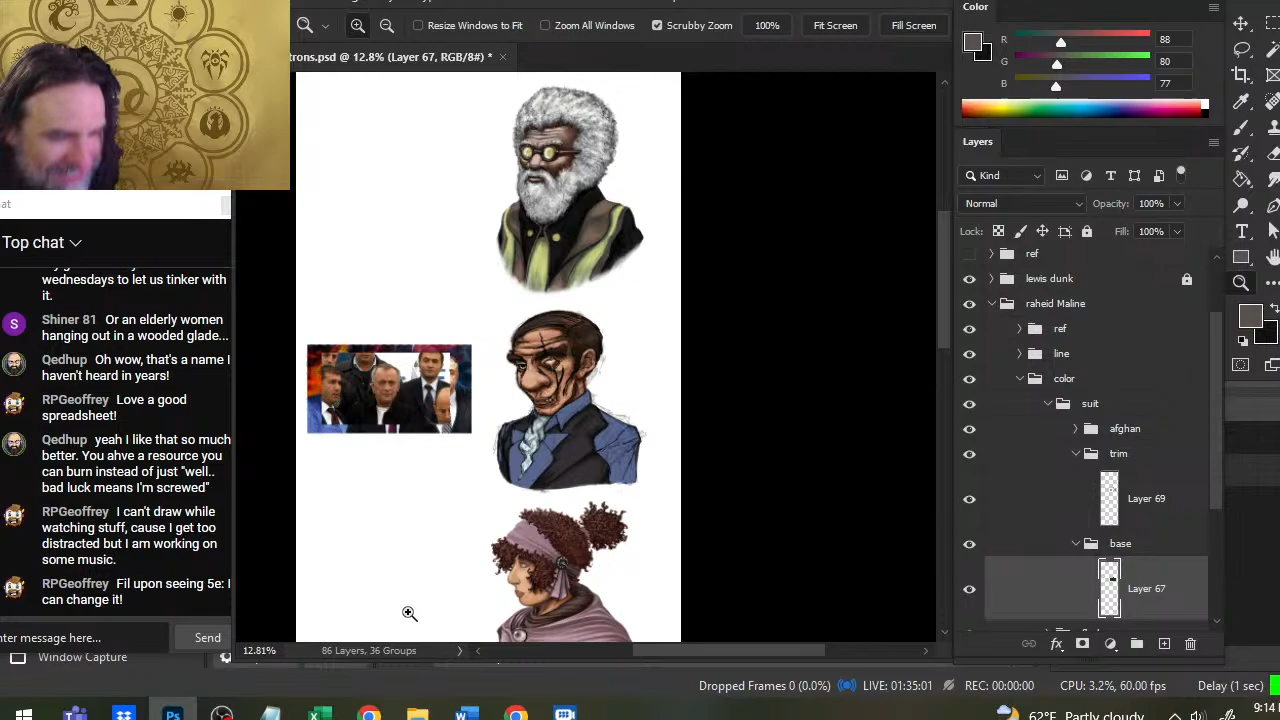 Resize Windows to Fit
Zoom All Windows
Scrubby Zoom
100%
Fit Screen
Fill Screen
trons.psd @ 12.8% (Layer 67, RGB/8#) *
Color
R
88
G
80
B
77
at
Top chat
wednesdays to let us tinker with
it.
S
Shiner 81 Or an elderly women
hanging out in a wooded glade...
Qedhup Oh wow, that's a name I
haven't heard in years!
RPGeoffrey Love a good
spreadsheet!
Qedhup yeah I like that so much
better. You ahve a resource you
can burn instead of just "well..
bad luck means I'm screwed"
RPGeoffrey I can't draw while
watching stuff, cause I get too
distracted but I am working on
some music.
RPGeoffrey Fil upon seeing 5e: I
can change it!
nter message here...
Send
Window Capture
Layers
Kind
Normal
Opacity: 100%
Lock:
Fill: 100%
ref
lewis dunk
raheid Maline
ref
line
color
suit
afghan
trim
Layer 69
base
Layer 67
12.81%
86 Layers, 36 Groups
Dropped Frames 0 (0.0%)
LIVE: 01:35:01
REC: 00:00:00
CPU: 3.2%, 60.00 fps
Delay (1 sec)
62°F Partly cloudy
9:14